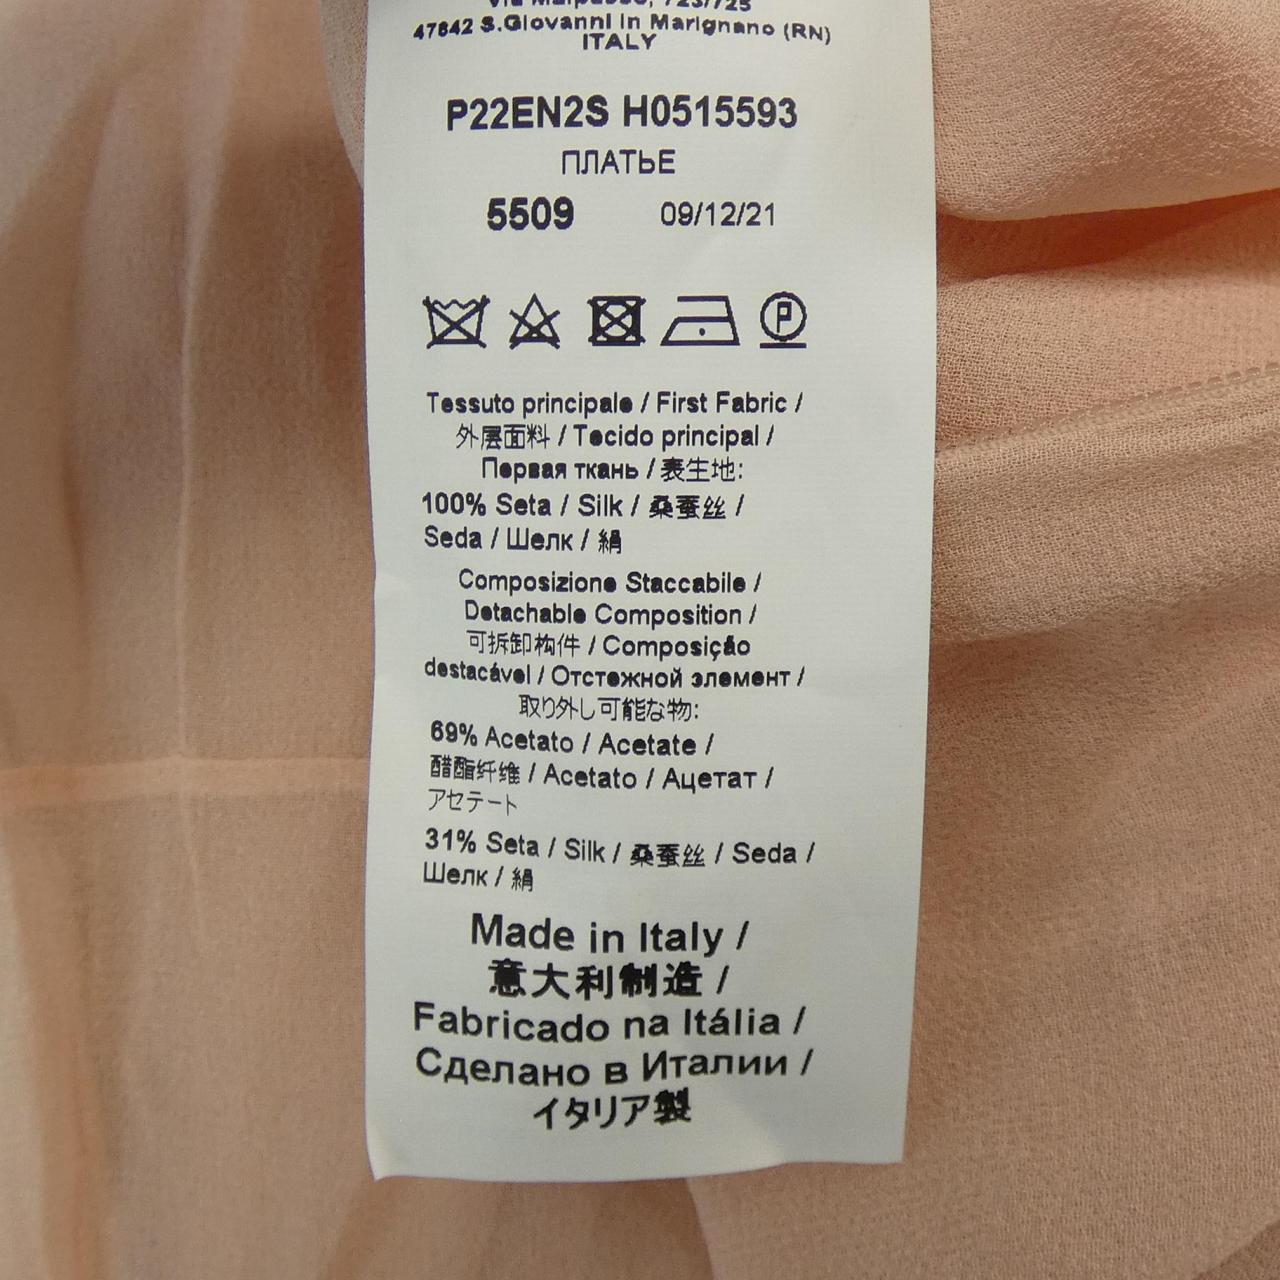 Via Malpasso, 723/725
47842 S.Giovanni in Marignano (RN)
ITALY
P22EN2S H0515593
ПЛАТЬЕ
5509 09/12/21
P
Tessuto principale / First Fabric /
外层面料 / Tecido principal /
Первая ткань / 表生地:
100% Seta / Silk / 桑蚕丝 /
Seda / Шелк / 絹
Composizione Staccabile /
Detachable Composition /
可拆卸构件 / Composição
destacável / Отстежной элемент /
取り外し可能な物:
69% Acetato / Acetate /
醋酯纤维 / Acetato / Ацетат /
アセテート
31% Seta / Silk / 桑蚕丝 / Seda /
Шелк / 絹
Made in Italy /
意大利制造 /
Fabricado na Itália /
Сделано в Италии /
イタリア製